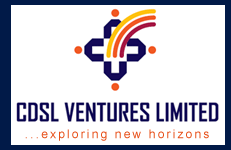 CDSL VENTURES LIMITED
...exploring new horizons